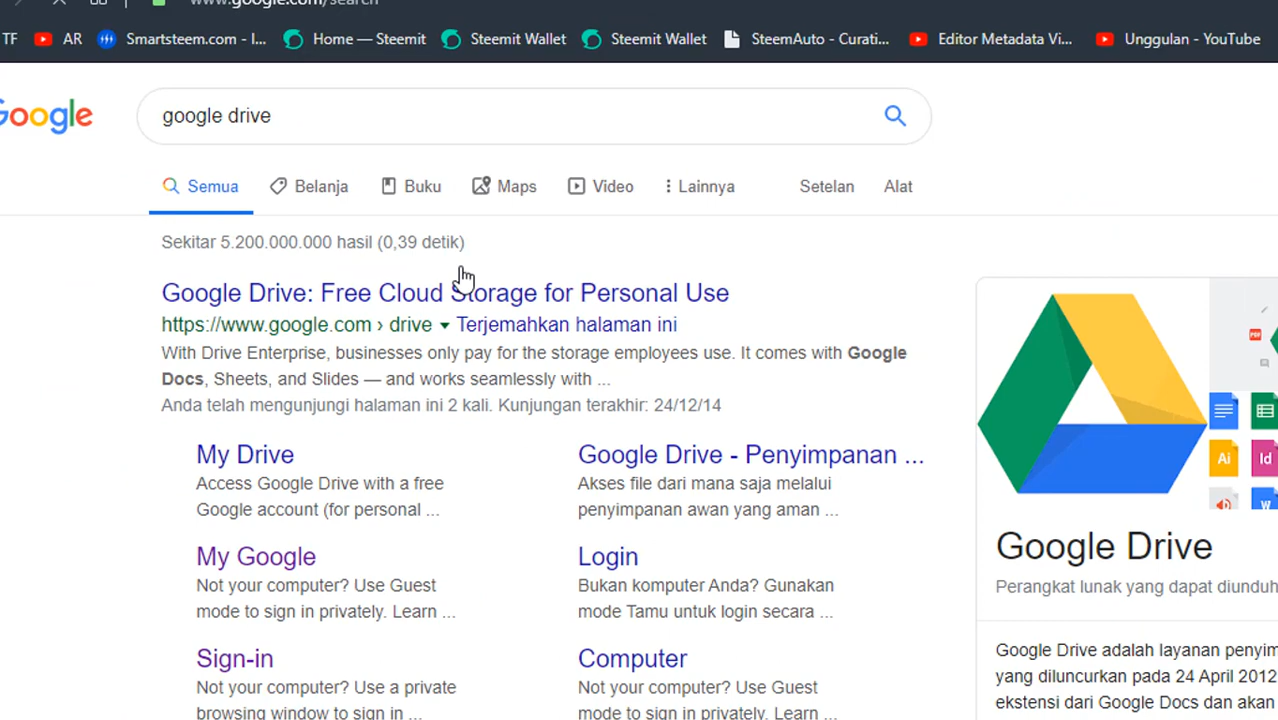 www.google.com/search
TF AR Smartsteem.com - I... Home — Steemit Steemit Wallet Steemit Wallet SteemAuto - Curati... Editor Metadata Vi... Unggulan - YouTube
Google google drive
Semua Belanja Buku Maps Video Lainnya Setelan Alat
Sekitar 5.200.000.000 hasil (0,39 detik)
Google Drive: Free Cloud Storage for Personal Use
https://www.google.com › drive Terjemahkan halaman ini
With Drive Enterprise, businesses only pay for the storage employees use. It comes with Google
Docs, Sheets, and Slides — and works seamlessly with ...
Anda telah mengunjungi halaman ini 2 kali. Kunjungan terakhir: 24/12/14
My Drive
Access Google Drive with a free
Google account (for personal ...
Google Drive - Penyimpanan ...
Akses file dari mana saja melalui
penyimpanan awan yang aman ...
My Google
Not your computer? Use Guest
mode to sign in privately. Learn ...
Login
Bukan komputer Anda? Gunakan
mode Tamu untuk login secara ...
Sign-in
Not your computer? Use a private
browsing window to sign in ...
Computer
Not your computer? Use Guest
mode to sign in privately. Learn ...
PDF
Ai Id
W
Google Drive
Perangkat lunak yang dapat diunduh
Google Drive adalah layanan penyim
yang diluncurkan pada 24 April 2012
ekstensi dari Google Docs dan akan